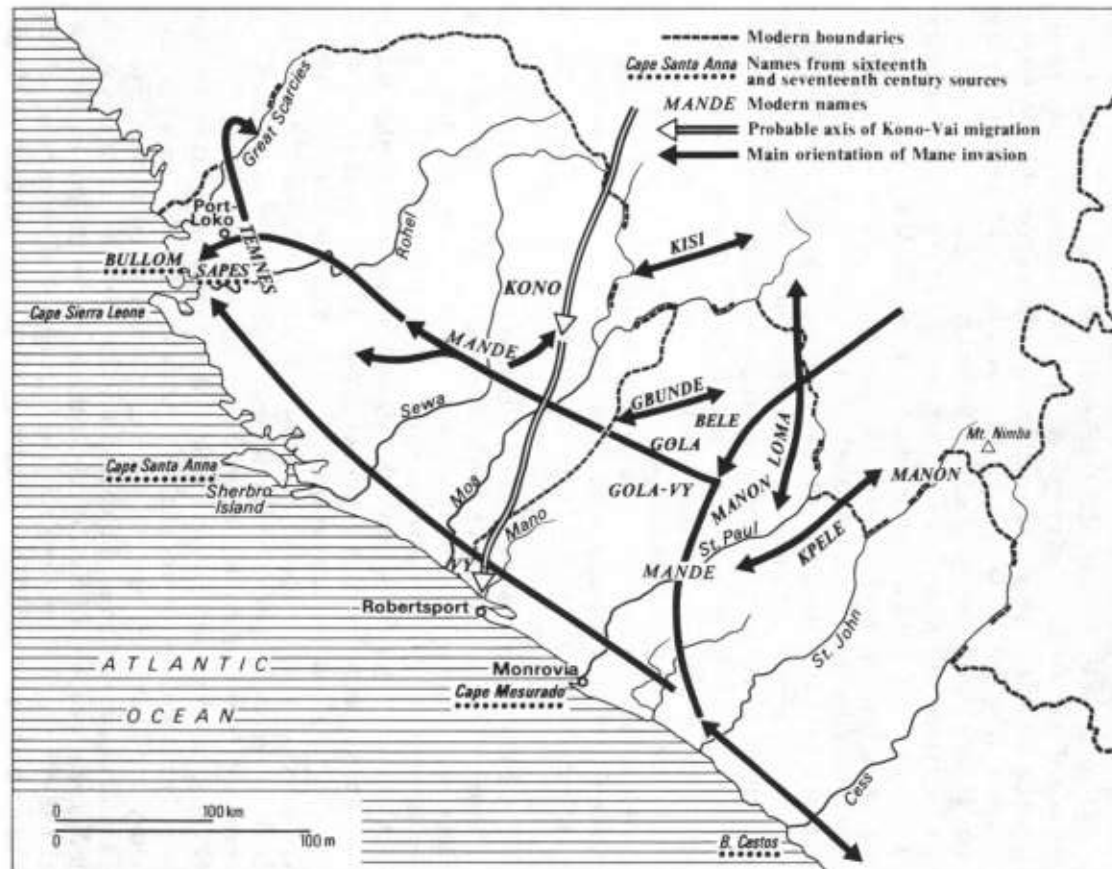 Modern boundaries
Cape Santa Anna Names from sixteenth
and seventeenth century sources
MANDE Modern names
Probable axis of Kono-Vai migration
Main orientation of Mane invasion
Great Scarcies
Port-
Loko
TEMNES
BULLOM
SAPES
Cape Sierra Leone
Rohel
KONO
KISI
MANDE
Sewa
GBUNDE
BELE
LOMA
GOLA
Mt. Nimba
MANON
Cape Santa Anna
Sherbro
Island
GOLA-VY
MANON
Moa
Mano
St. Paul
KPELE
VY
MANDE
Robertsport
St. John
ATLANTIC
OCEAN
Monrovia
Cape Mesurado
Cess
0 100 km
0 100 m
B. Cestos